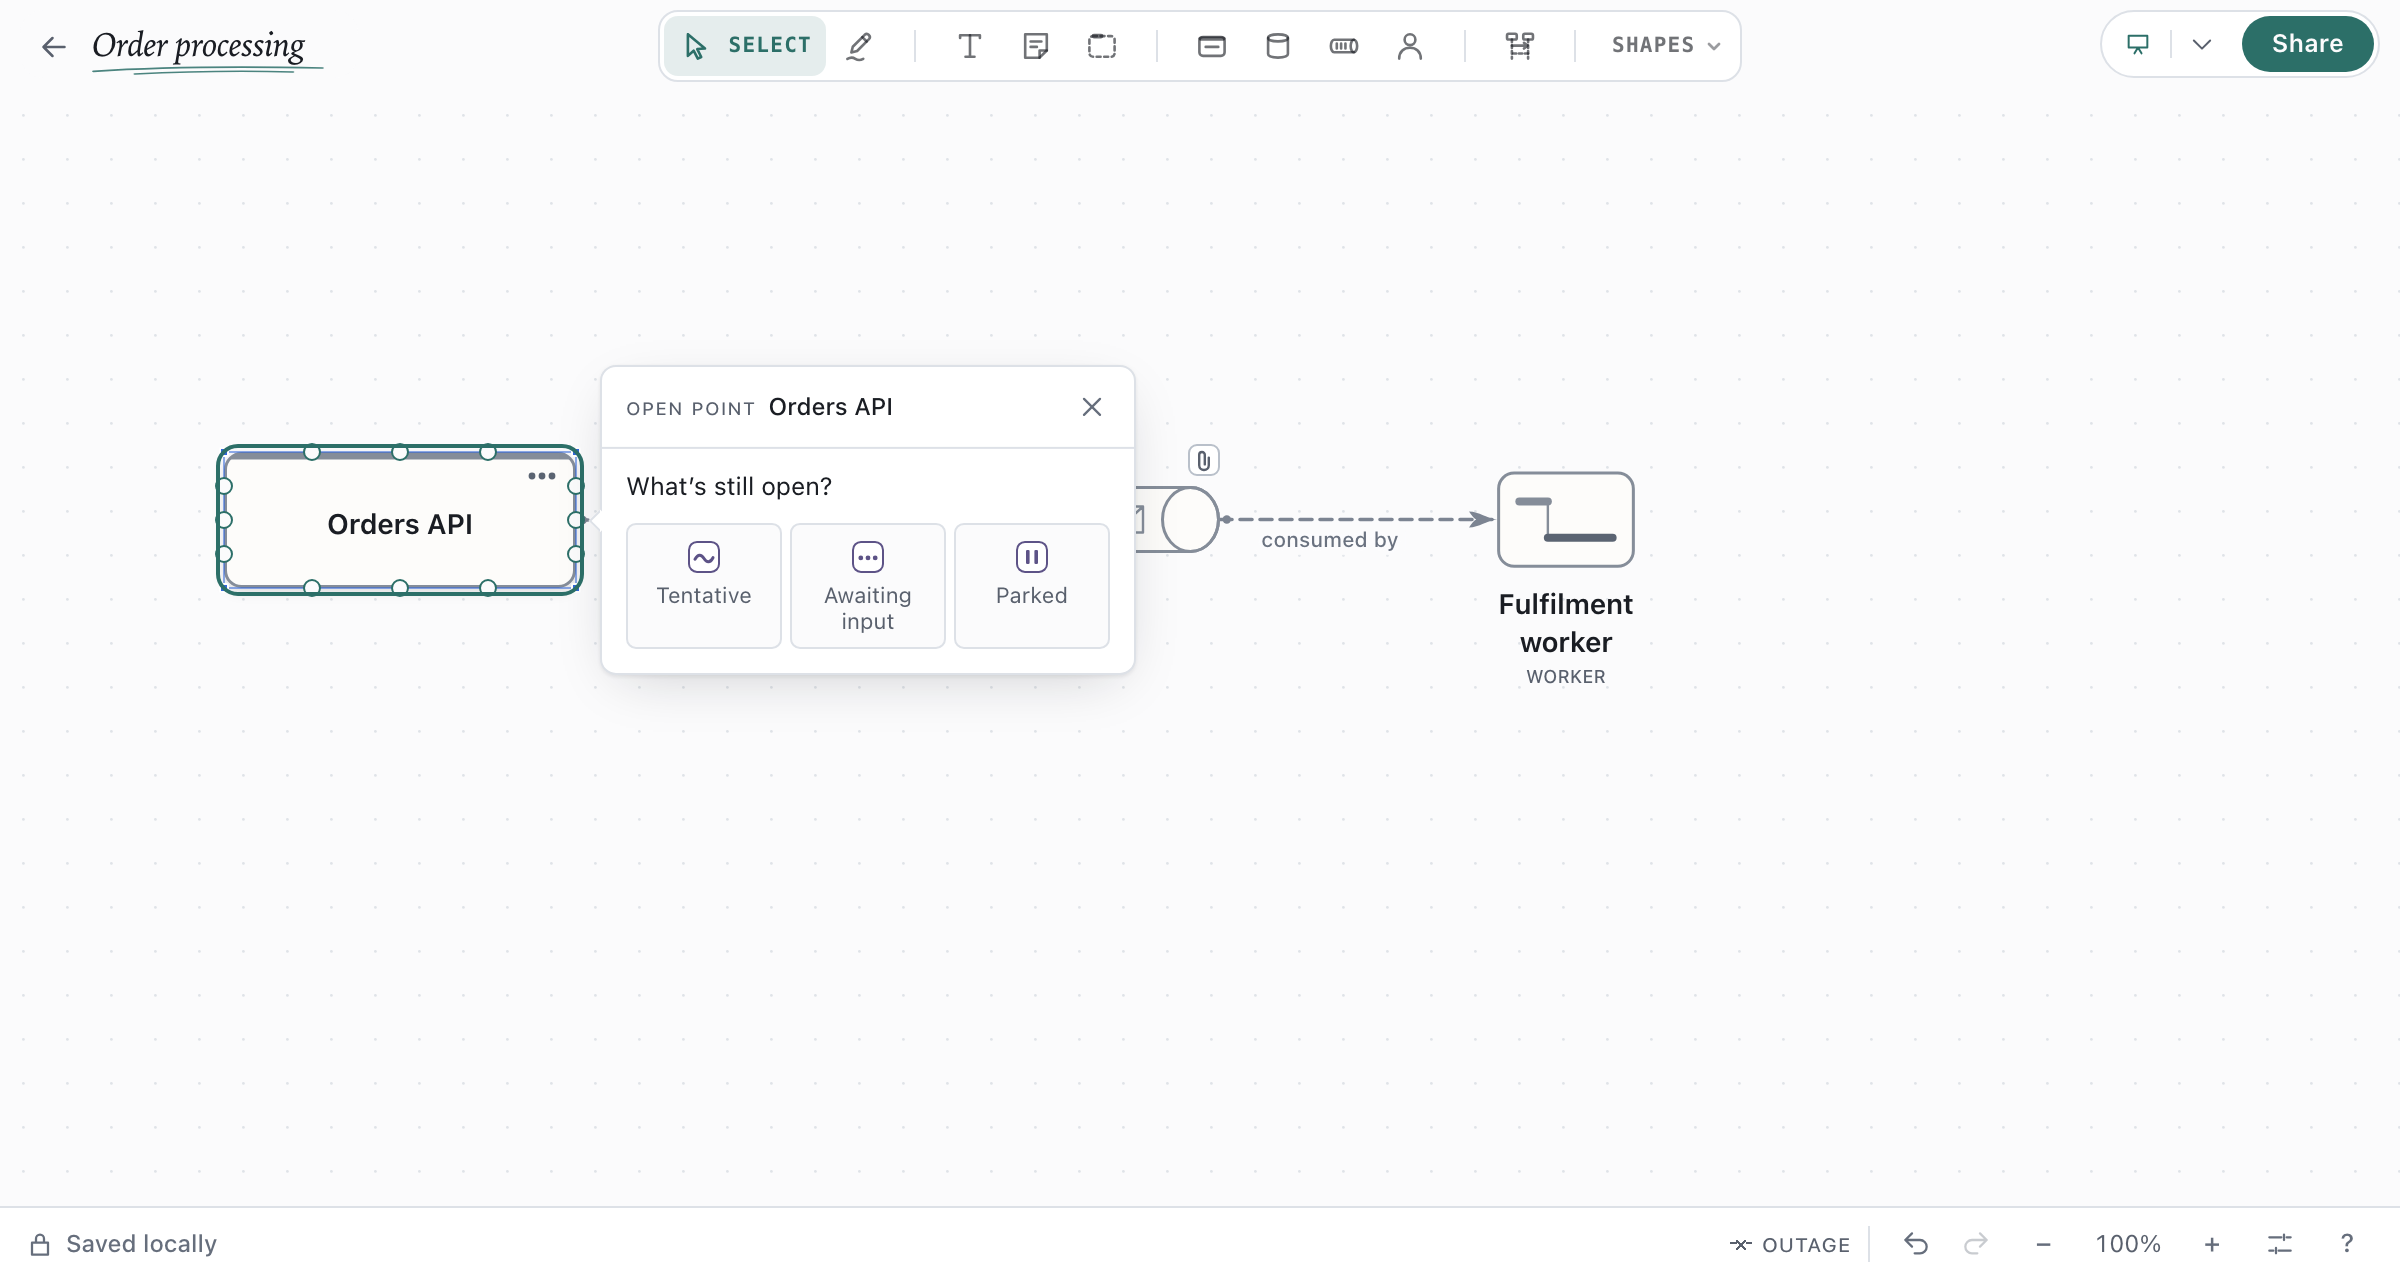 Order processing
SELECT
SHAPES
Share
OPEN POINT Orders API
What’s still open?
Tentative
Awaiting
input
Parked
Orders API
consumed by
Fulfilment
worker
WORKER
Saved locally
OUTAGE
100%
?